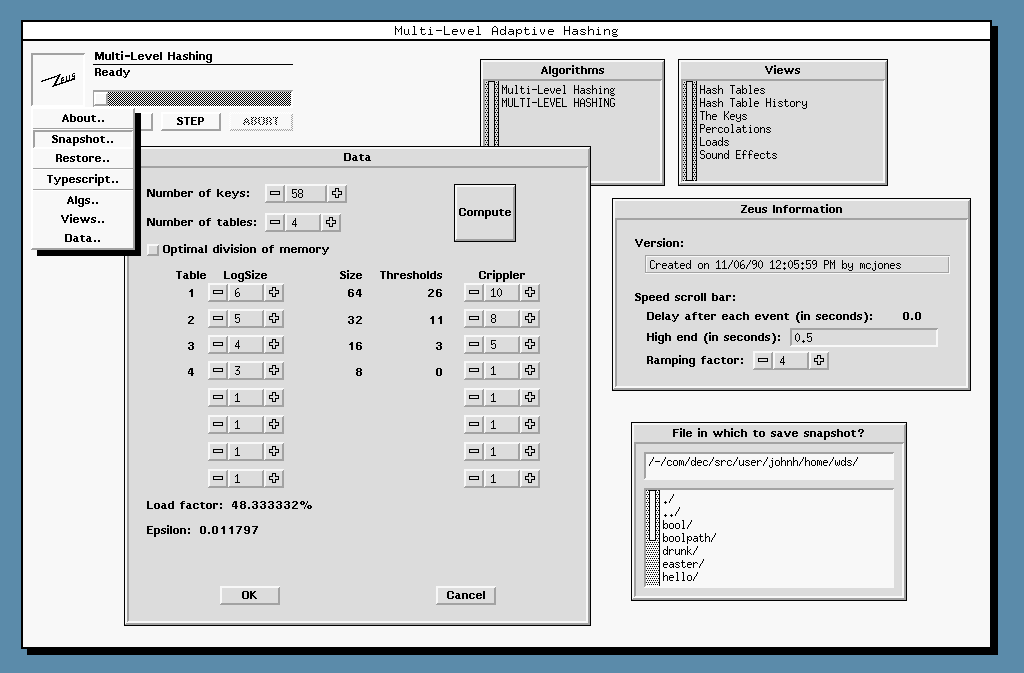 Multi-Level Adaptive Hashing
Zeus
Multi-Level Hashing
Ready
STEP
ABORT
About..
Snapshot..
Restore..
Typescript..
Algs..
Views..
Data..
Algorithms
Multi-Level Hashing
MULTI-LEVEL HASHING
Views
Hash Tables
Hash Table History
The Keys
Percolations
Loads
Sound Effects
Data
Number of keys: 58
Number of tables: 4
Compute
Optimal division of memory
Table LogSize Size Thresholds Crippler
1 6 64 26 10
2 5 32 11 8
3 4 16 3 5
4 3 8 0 1
1 1
1 1
1 1
1 1
Load factor: 48.333332%
Epsilon: 0.011797
OK Cancel
Zeus Information
Version:
Created on 11/06/90 12:05:59 PM by mcjones
Speed scroll bar:
Delay after each event (in seconds): 0.0
High end (in seconds): 0.5
Ramping factor: 4
File in which to save snapshot?
/-/com/dec/src/user/johnh/home/wds/
./
../
bool/
boolpath/
drunk/
easter/
hello/